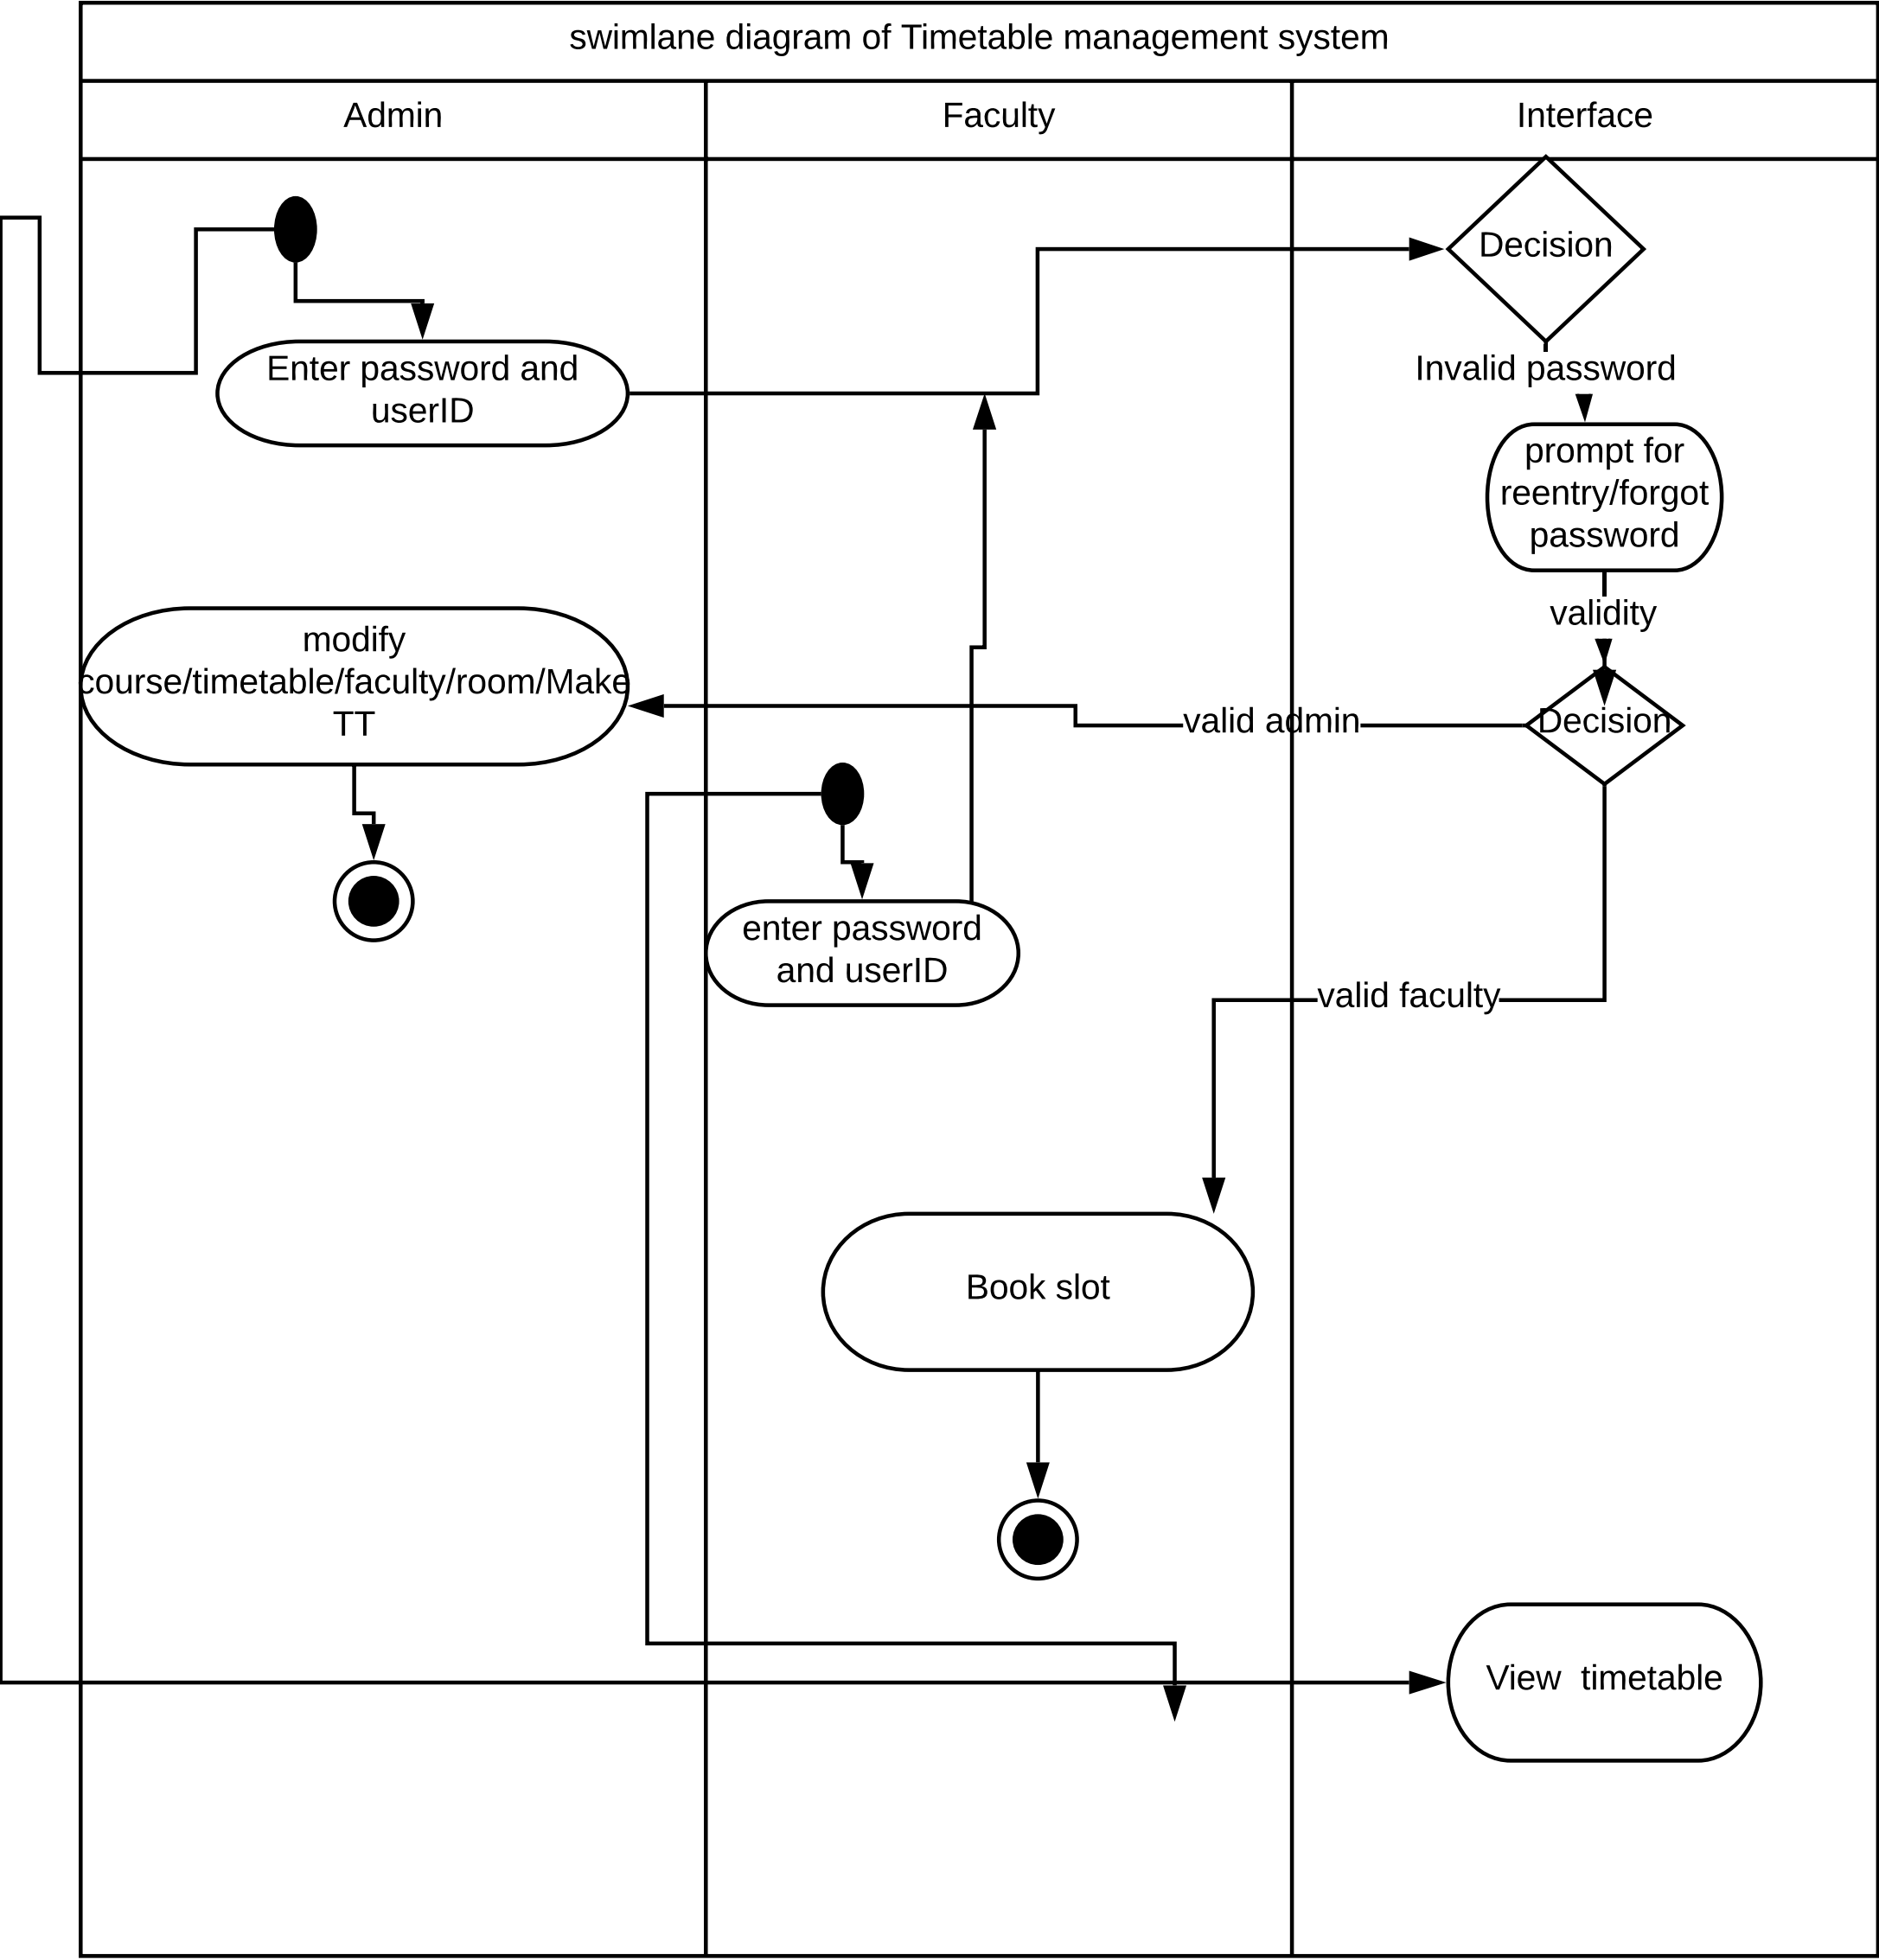 swimlane diagram of Timetable management system
Admin
Faculty
Interface
Decision
Enter password and
userID
Invalid password
prompt for
reentry/forgot
password
validity
modify
course/timetable/faculty/room/Make
TT
valid admin
Decision
enter password
and userID
valid faculty
Book slot
View  timetable